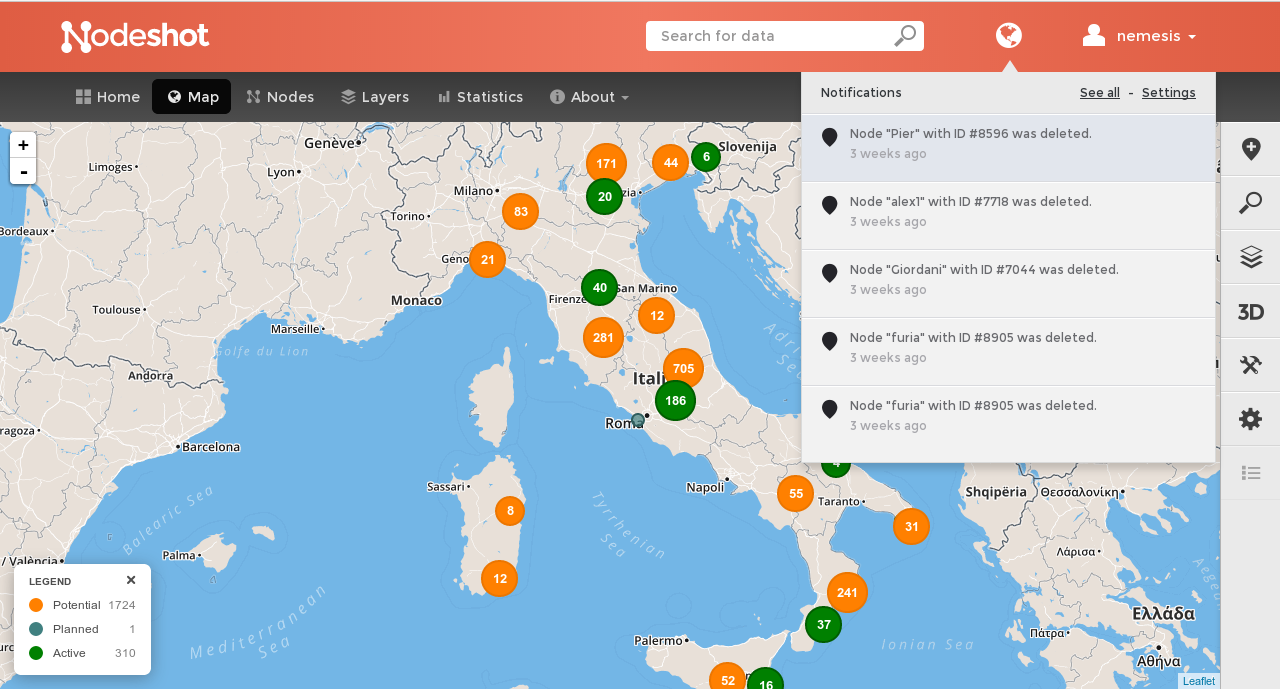 Nodeshot
Search for data
nemesis
Home
Map
Nodes
Layers
Statistics
About
Notifications
See all - Settings
Node "Pier" with ID #8596 was deleted.
3 weeks ago
Node "alex1" with ID #7718 was deleted.
3 weeks ago
Node "Giordani" with ID #7044 was deleted.
3 weeks ago
Node "furia" with ID #8905 was deleted.
3 weeks ago
Node "furia" with ID #8905 was deleted.
3 weeks ago
+
-
3D
Genève
Limoges
Lyon
171
44
6
Slovenija
Milano
20
zia
Torino
83
Bordeaux
21
Geno
40
San Marino
Monaco
Firenze
12
Toulouse
Marseille
281
Golfe du Lion
Adri
Sea
705
Andorra
Itali
186
Roma
ragoza
Barcelona
4
Sassari
Napoli
55
Taranto
Shqipëria
Θεσσαλονίκη
Balearic Sea
8
Tyrrhenian
Sea
31
Palma
Λάρισα
/ València
12
241
Aege
37
Ελλάδα
Mediterranean
Sea
Palermo
Ionian Sea
Πάτρα
Αθήνα
52
16
LEGEND
Potential 1724
Planned 1
Active 310
Leaflet